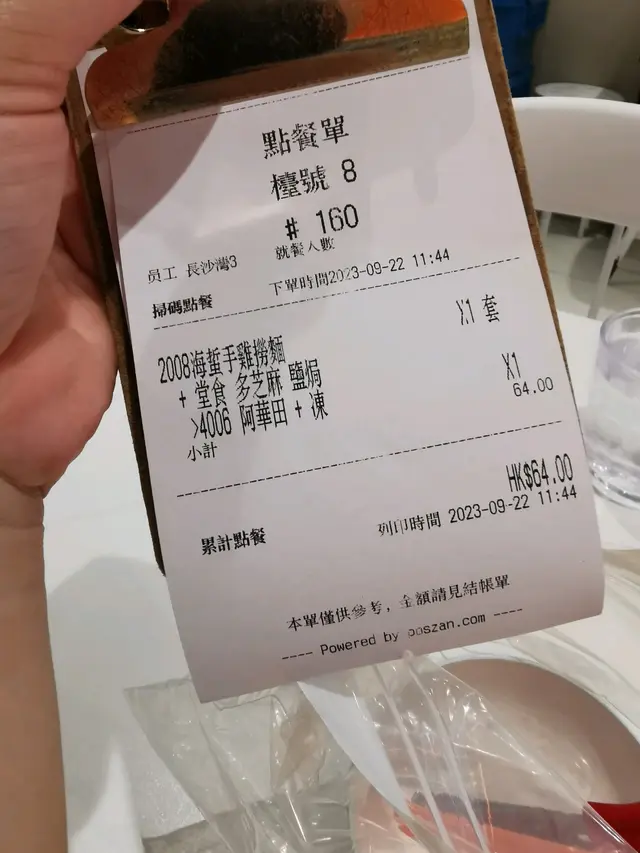 點餐單
檯號 8
# 160
就餐人數
員工 長沙灣3
下單時間2023-09-22 11:44
掃碼點餐
2008海蜇手雞撈麵 X1 套
+ 堂食 多芝麻 鹽焗
>4006 阿華田 + 凍 X1
小計 64.00
HK$64.00
累計點餐 列印時間 2023-09-22 11:44
本單僅供參考, 全額請見結帳單
---- Powered by poszan.com ----